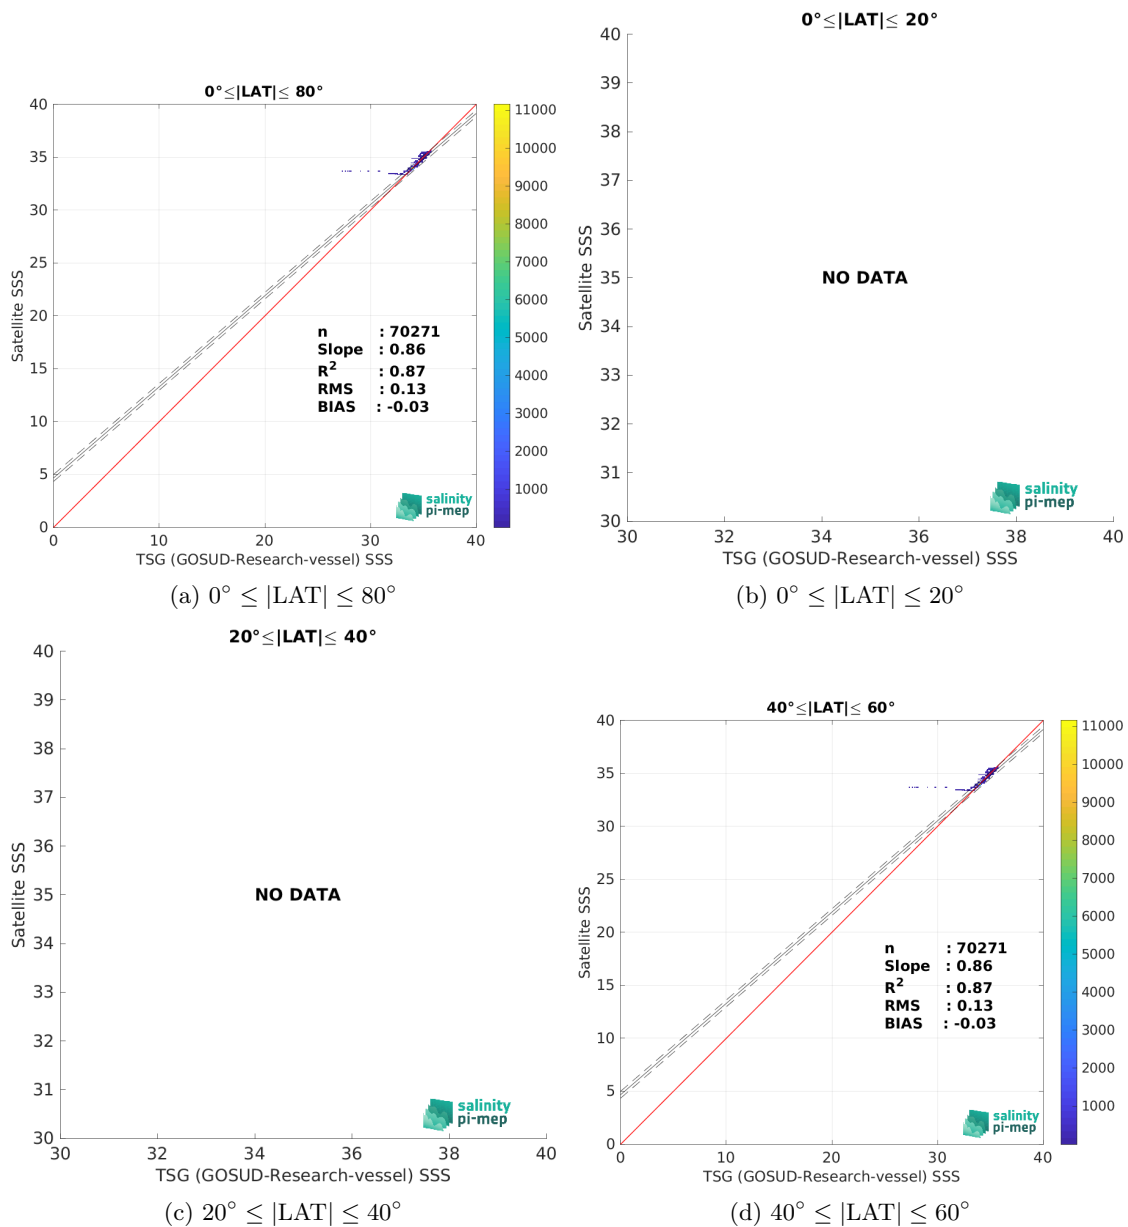 0°≤|LAT|≤ 80°
40
35
30
25
20
15
10
5
0
Satellite SSS
0
10
20
30
40
TSG (GOSUD-Research-vessel) SSS
n : 70271
Slope : 0.86
R² : 0.87
RMS : 0.13
BIAS : -0.03
salinity
pi-mep
11000
10000
9000
8000
7000
6000
5000
4000
3000
2000
1000
(a) 0° ≤ |LAT| ≤ 80°
0°≤|LAT|≤ 20°
40
39
38
37
36
35
34
33
32
31
30
Satellite SSS
NO DATA
salinity
pi-mep
30
32
34
36
38
40
TSG (GOSUD-Research-vessel) SSS
(b) 0° ≤ |LAT| ≤ 20°
20°≤|LAT|≤ 40°
40
39
38
37
36
35
34
33
32
31
30
Satellite SSS
NO DATA
salinity
pi-mep
30
32
34
36
38
40
TSG (GOSUD-Research-vessel) SSS
(c) 20° ≤ |LAT| ≤ 40°
40°≤|LAT|≤ 60°
40
35
30
25
20
15
10
5
0
Satellite SSS
0
10
20
30
40
TSG (GOSUD-Research-vessel) SSS
n : 70271
Slope : 0.86
R² : 0.87
RMS : 0.13
BIAS : -0.03
salinity
pi-mep
11000
10000
9000
8000
7000
6000
5000
4000
3000
2000
1000
(d) 40° ≤ |LAT| ≤ 60°